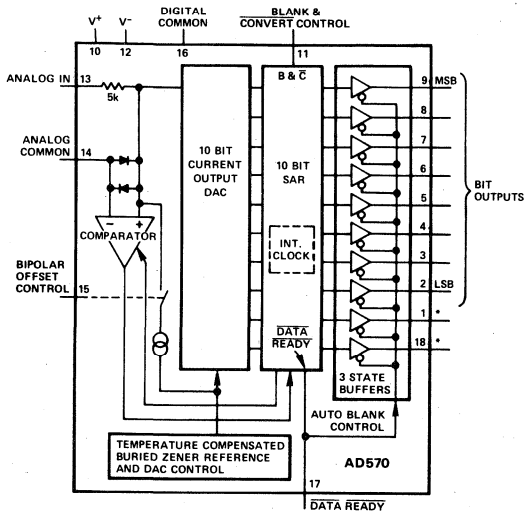 V+ V- DIGITAL COMMON BLANK & CONVERT CONTROL
10 12 16 11
ANALOG IN 13
5k
B & C
9 MSB
8
7
6
5
4
3
2 LSB
1 *
18 *
BIT OUTPUTS
ANALOG COMMON 14
10 BIT CURRENT OUTPUT DAC
10 BIT SAR
INT. CLOCK
- +
COMPARATOR
BIPOLAR OFFSET CONTROL 15
DATA READY
3 STATE BUFFERS
AUTO BLANK CONTROL
TEMPERATURE COMPENSATED
BURIED ZENER REFERENCE
AND DAC CONTROL
AD570
17
DATA READY